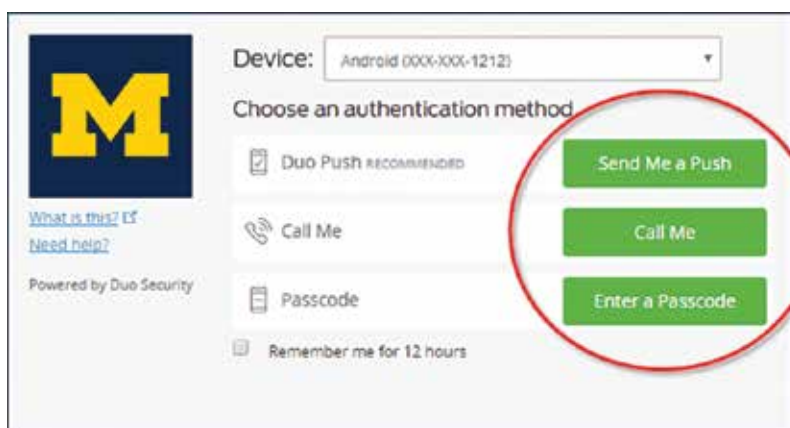 M
Device: Android (XXX-XXX-1212)
Choose an authentication method
Duo Push RECOMMENDED Send Me a Push
Call Me Call Me
Passcode Enter a Passcode
Remember me for 12 hours
What is this?
Need help?
Powered by Duo Security